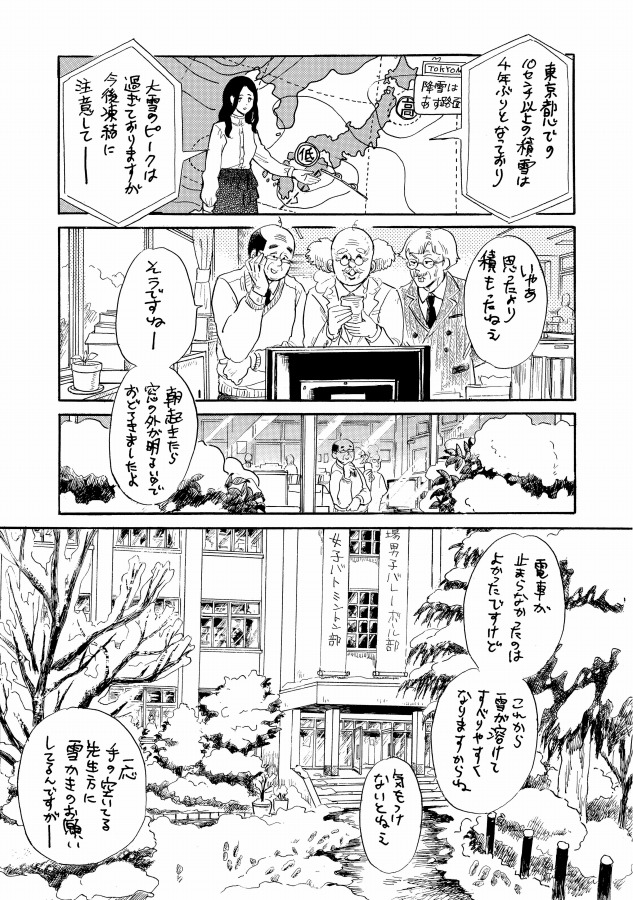 東京都心での
10センチ以上の積雪は
4年ぶりとなっており
TOKYO M
降雪は
あす路面
高
低
大雪のピークは
過ぎておりますが
今後凍結に
注意して――
いやあ
思ったより
積もったねえ
そうですねー
朝起きたら
窓の外が明るいので
おどろきましたよ
電車が
止まらなかったのは
よかったですけど
これから
雪が溶けて
すべりやすく
なりますからね
気をつけ
ないとねえ
場男子バレーボール部
女子バトミントン部
一応
手の空いてる
先生方に
雪かきのお願い
してるんですが――